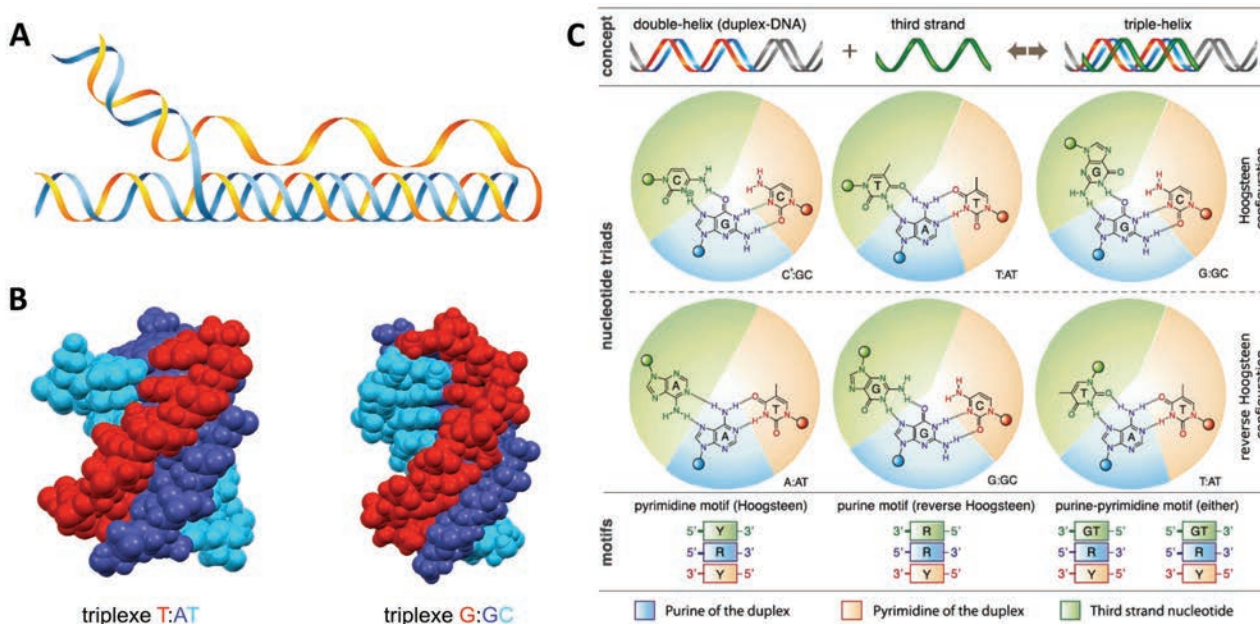 A
B
triplexe T:AT
triplexe G:GC
C
concept
double-helix (duplex-DNA)
+
third strand
triple-helix
nucleotide triads
Hoogsteen
configuration
C
N
H
O
G
C
C⁺:GC
T
A
T
T:AT
G
G
C
G:GC
reverse Hoogsteen
configuration
A
A
T
A:AT
G
G
C
G:GC
T
A
T
T:AT
motifs
pyrimidine motif (Hoogsteen)
5' Y 3'
5' R 3'
3' Y 5'
purine motif (reverse Hoogsteen)
3' R 5'
5' R 3'
3' Y 5'
purine-pyrimidine motif (either)
3' GT 5'
5' R 3'
3' Y 5'
5' GT 3'
5' R 3'
3' Y 5'
Purine of the duplex
Pyrimidine of the duplex
Third strand nucleotide